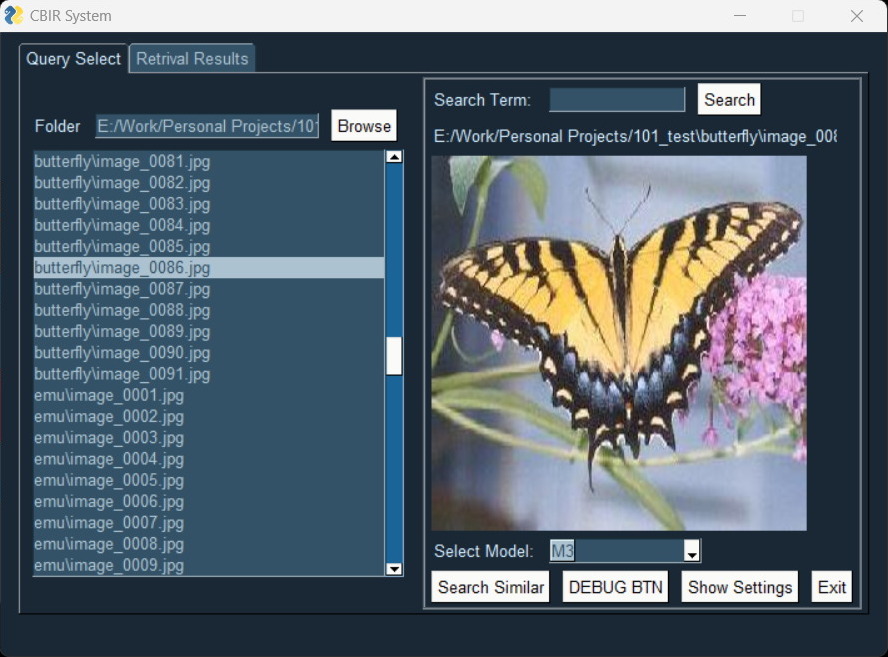 CBIR System
Query Select
Retrival Results
Folder
E:/Work/Personal Projects/101
Browse
butterfly\image_0081.jpg
butterfly\image_0082.jpg
butterfly\image_0083.jpg
butterfly\image_0084.jpg
butterfly\image_0085.jpg
butterfly\image_0086.jpg
butterfly\image_0087.jpg
butterfly\image_0088.jpg
butterfly\image_0089.jpg
butterfly\image_0090.jpg
butterfly\image_0091.jpg
emu\image_0001.jpg
emu\image_0002.jpg
emu\image_0003.jpg
emu\image_0004.jpg
emu\image_0005.jpg
emu\image_0006.jpg
emu\image_0007.jpg
emu\image_0008.jpg
emu\image_0009.jpg
Search Term:
Search
E:/Work/Personal Projects/101_test\butterfly\image_008
Select Model:
M3
Search Similar
DEBUG BTN
Show Settings
Exit